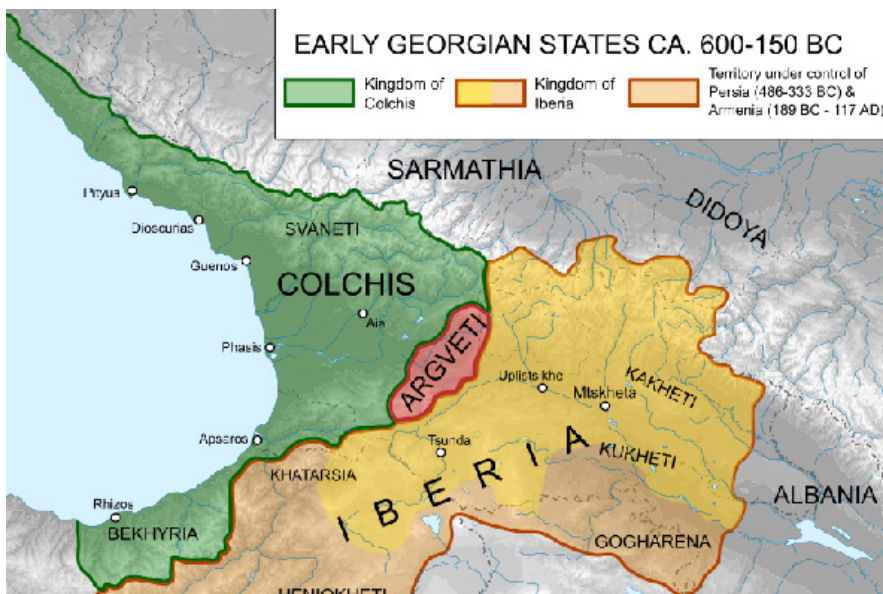 EARLY GEORGIAN STATES CA. 600-150 BC
Kingdom of
Colchis
Kingdom of
Iberia
Territory under control of
Persia (486-333 BC) &
Armenia (189 BC - 117 AD)
SARMATHIA
DIDOYA
Pityus
Dioscurias
SVANETI
Guenos
COLCHIS
Aia
ARGVETI
Phasis
Uplistsikhe
KAKHETI
Mtskheta
Apsaros
Tsunda
KUKHETI
KHATARSIA
IBERIA
ALBANIA
Rhizos
BEKHYRIA
GOGHARENA
HENIOKHETI